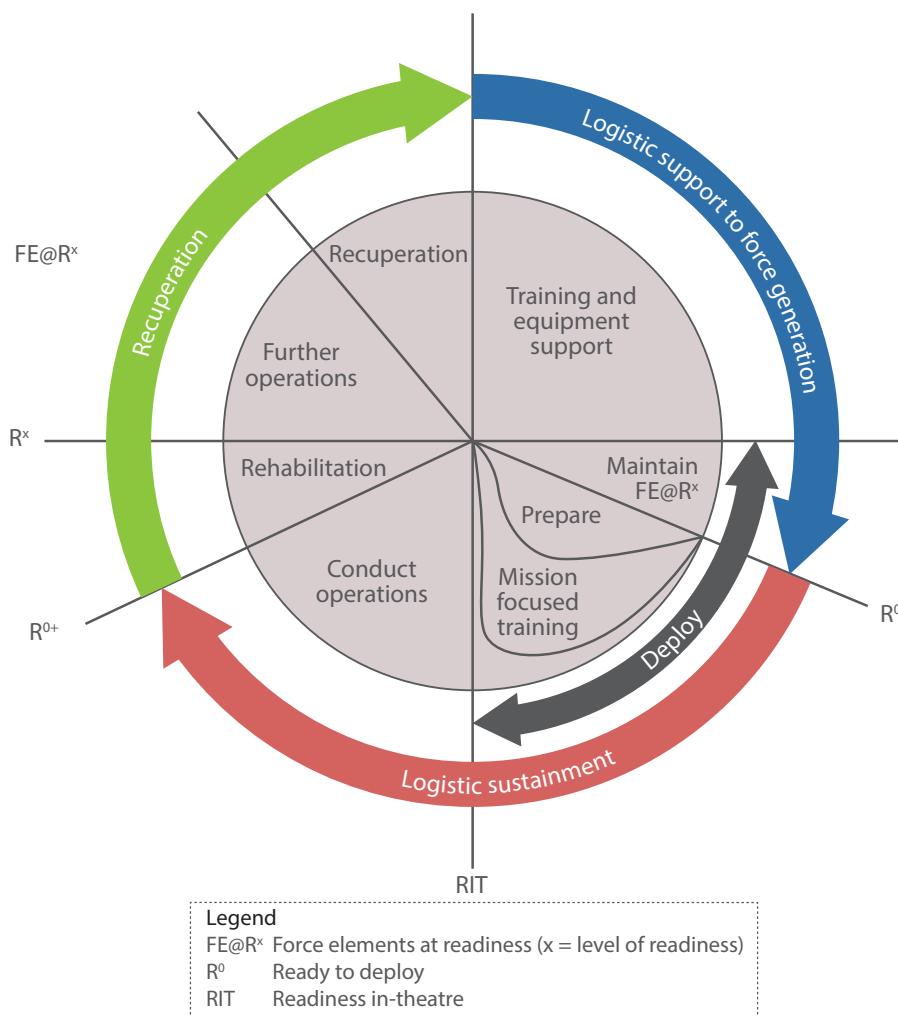 Logistic support to force generation
Recuperation
FE@Rˣ
Recuperation
Training and
equipment
support
Further
operations
Rˣ
Rehabilitation
Maintain
FE@Rˣ
Prepare
Conduct
operations
Mission
focused
training
Deploy
R⁰
R⁰⁺
Logistic sustainment
RIT
Legend
FE@Rˣ Force elements at readiness (x = level of readiness)
R⁰ Ready to deploy
RIT Readiness in-theatre